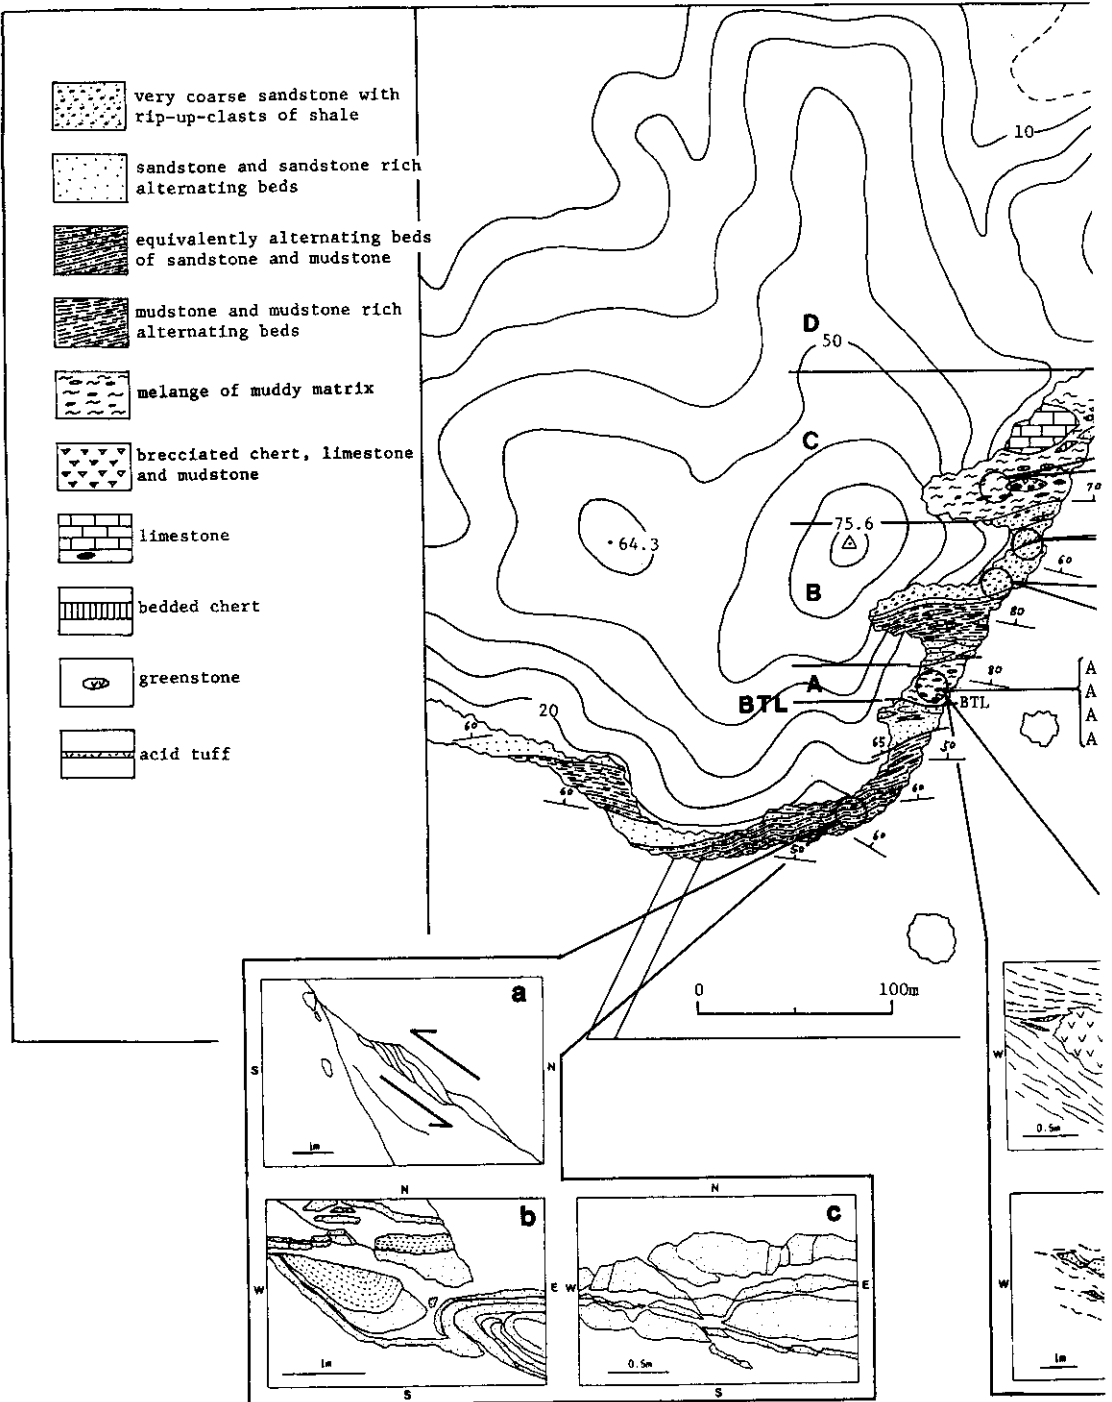 very coarse sandstone with
rip-up-clasts of shale
sandstone and sandstone rich
alternating beds
equivalently alternating beds
of sandstone and mudstone
mudstone and mudstone rich
alternating beds
melange of muddy matrix
brecciated chert, limestone
and mudstone
limestone
bedded chert
greenstone
acid tuff
10
D
50
C
70
75.6
64.3
60
B
80
A
80
A
A
A
A
BTL
BTL
20
60
65
50
60
60
60
50
0 100m
a
S
N
1m
N
b
W
E
1m
S
N
c
W
E
0.5m
S
W
0.5m
W
1m